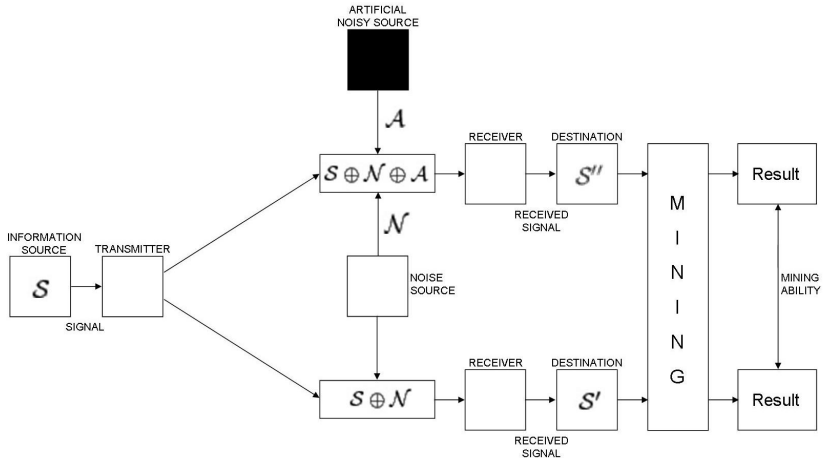 ARTIFICIAL
NOISY SOURCE
𝒜
RECEIVER
DESTINATION
𝒮 ⊕ 𝒩 ⊕ 𝒜
𝒮″
Result
RECEIVED
SIGNAL
𝒩
INFORMATION
SOURCE
TRANSMITTER
𝒮
SIGNAL
NOISE
SOURCE
M
I
N
I
N
G
MINING
ABILITY
RECEIVER
DESTINATION
𝒮 ⊕ 𝒩
𝒮′
Result
RECEIVED
SIGNAL